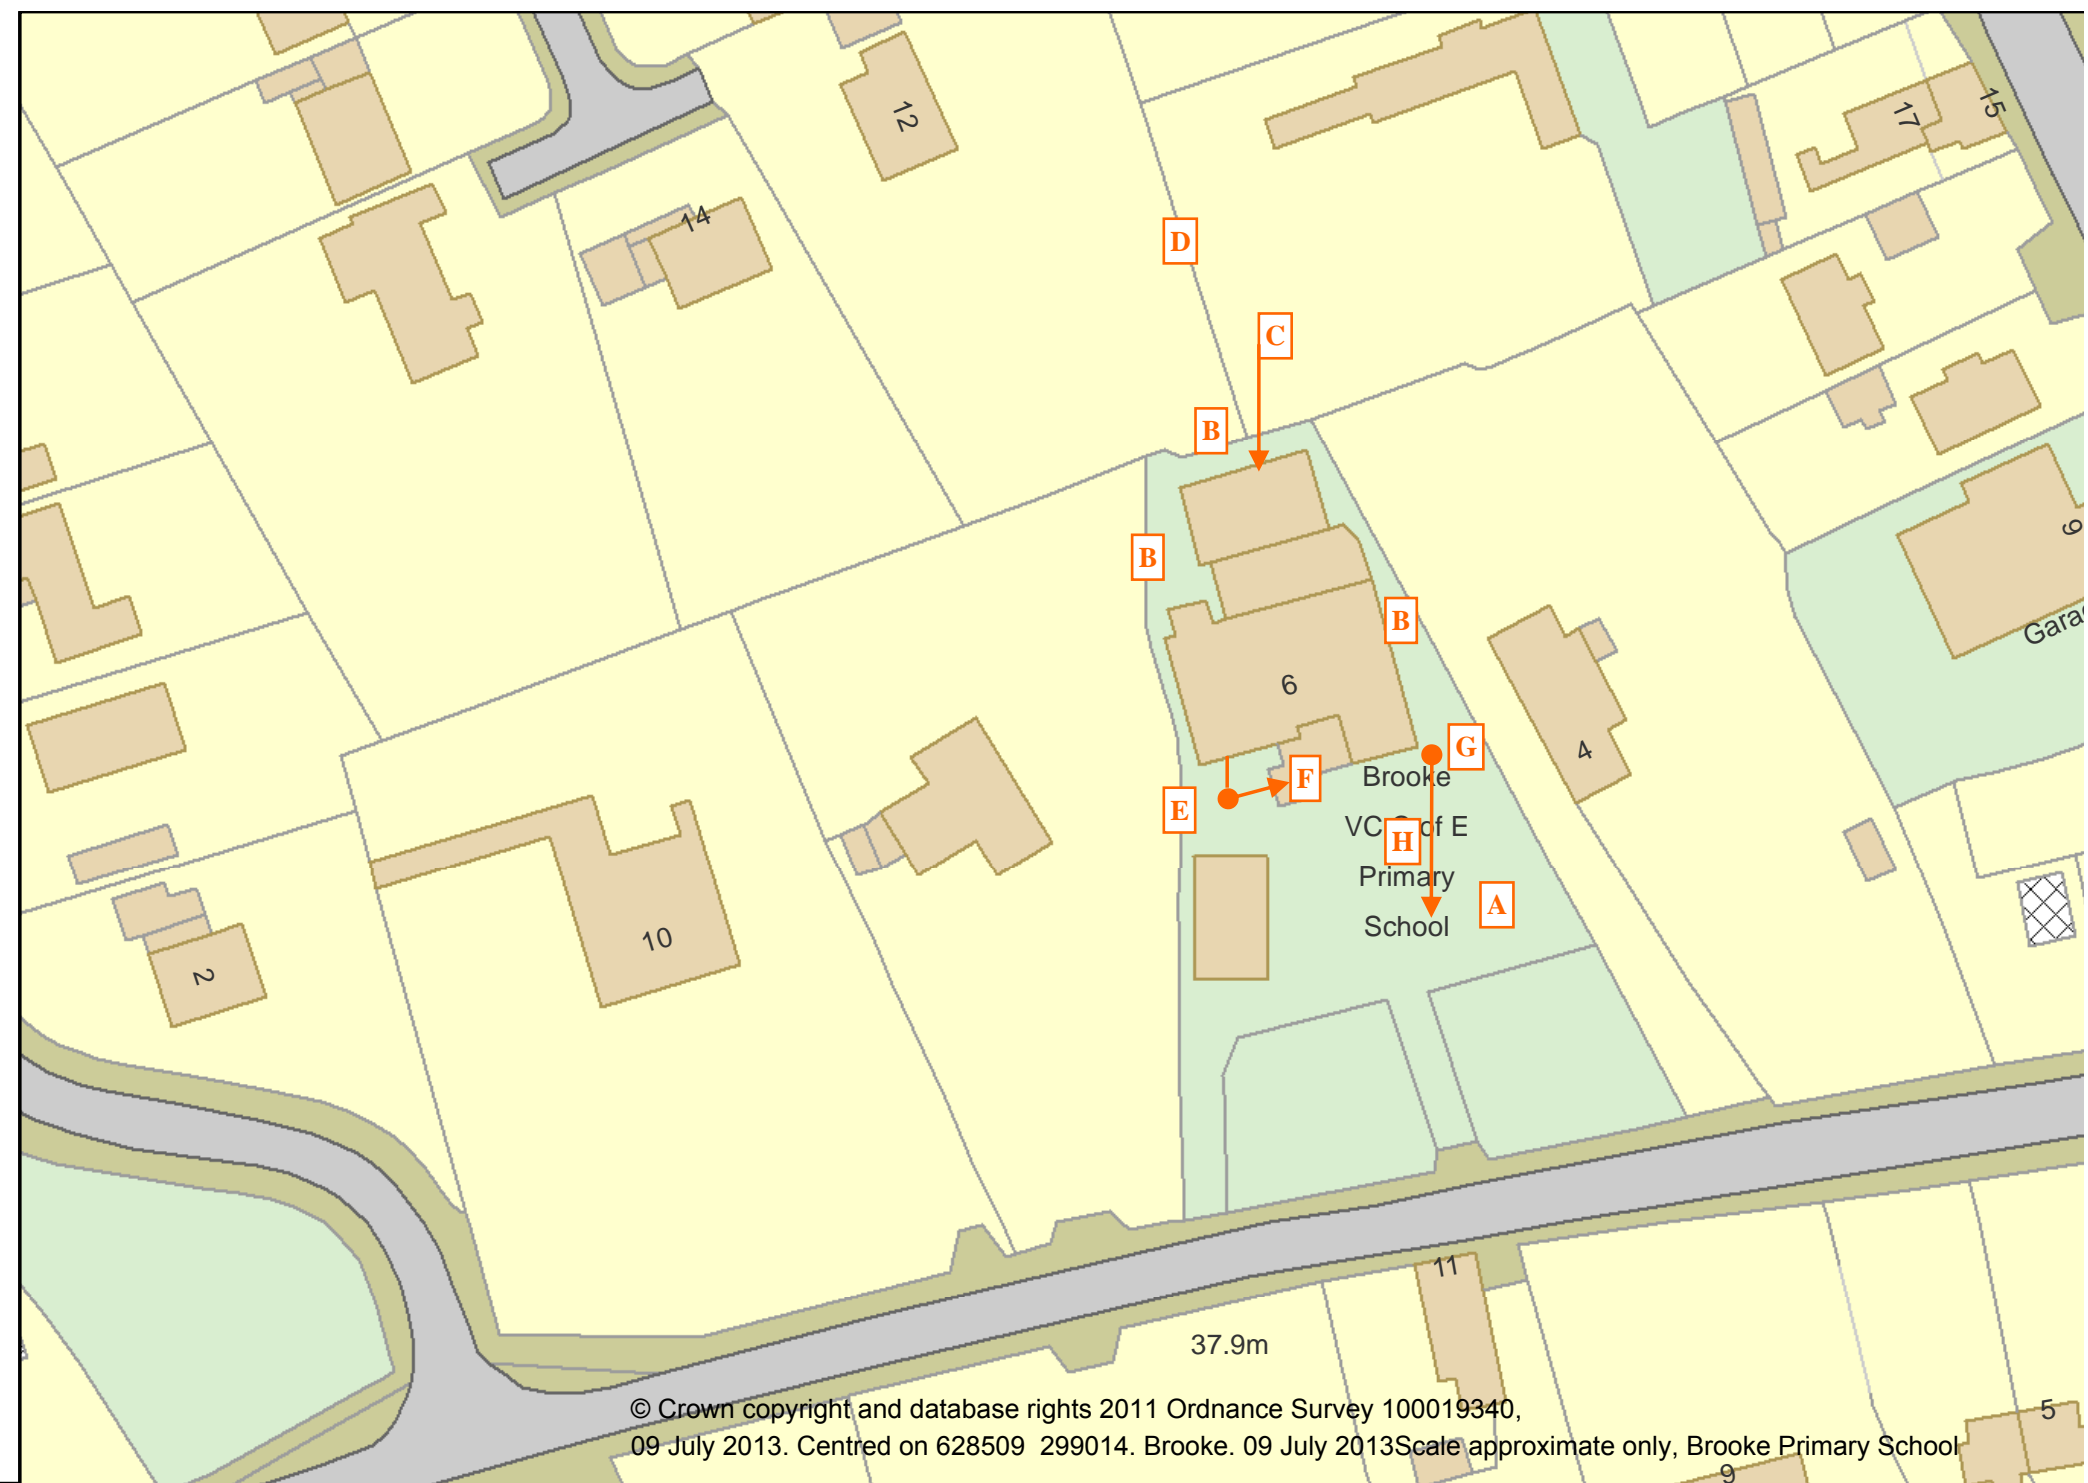 12
17
15
14
D
C
B
9
B
Garag
B
6
4
G
Brooke
F
E
VC C of E
H
Primary
A
School
10
2
11
37.9m
© Crown copyright and database rights 2011 Ordnance Survey 100019340,
5
09 July 2013. Centred on 628509 299014. Brooke. 09 July 2013Scale approximate only, Brooke Primary School
9